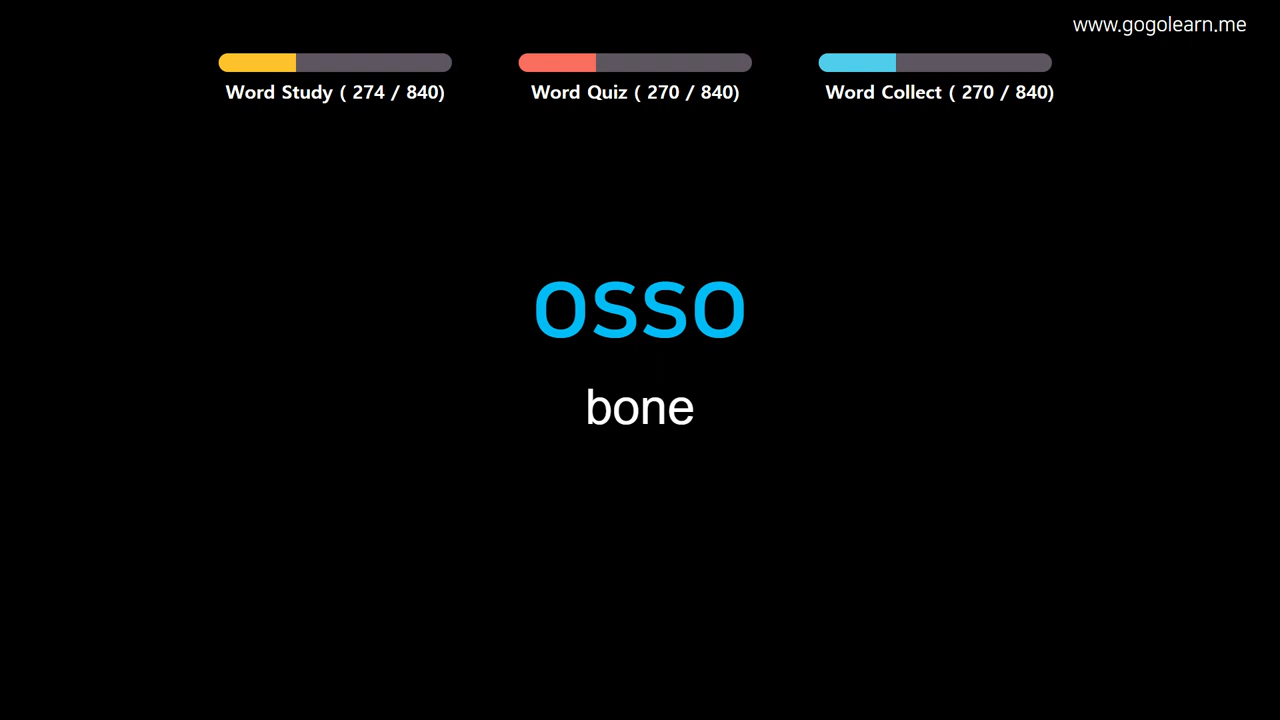 www.gogolearn.me
Word Study ( 274 / 840)
Word Quiz ( 270 / 840)
Word Collect ( 270 / 840)
osso
bone